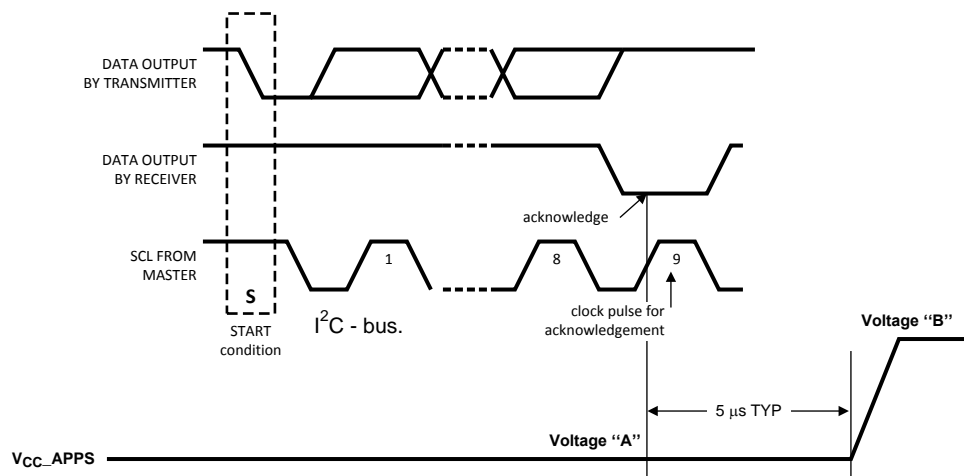 DATA OUTPUT
BY TRANSMITTER
DATA OUTPUT
BY RECEIVER
acknowledge
SCL FROM
MASTER
1
8
9
S
START
condition
I²C - bus.
clock pulse for
acknowledgement
Voltage “B”
5 μs TYP
Voltage “A”
VCC_APPS